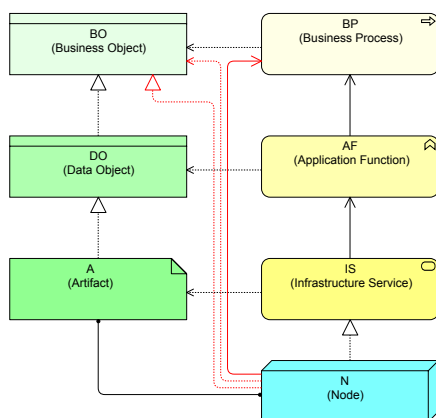 BO
(Business Object)
BP
(Business Process)
DO
(Data Object)
AF
(Application Function)
A
(Artifact)
IS
(Infrastructure Service)
N
(Node)